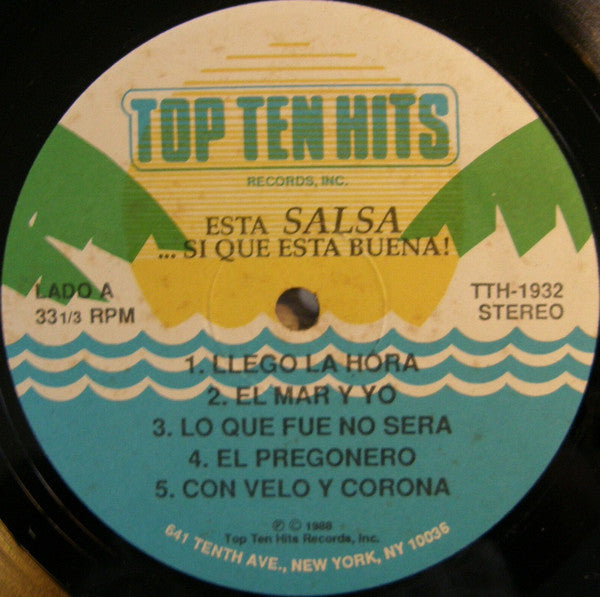 TOP TEN HITS
RECORDS, INC.
ESTA SALSA
... SI QUE ESTA BUENA!
LADO A
33 1/3 RPM
TTH-1932
STEREO
1. LLEGO LA HORA
2. EL MAR Y YO
3. LO QUE FUE NO SERA
4. EL PREGONERO
5. CON VELO Y CORONA
℗ © 1988
Top Ten Hits Records, Inc.
641 TENTH AVE., NEW YORK, NY 10036